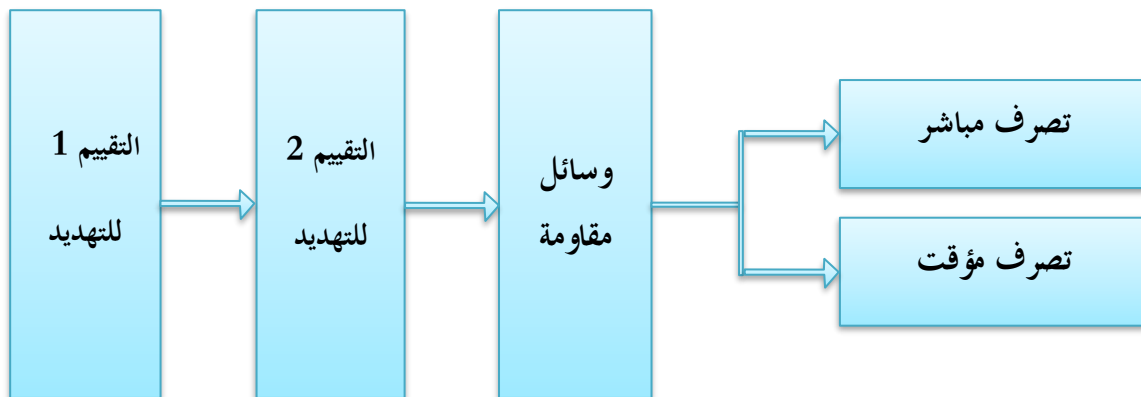 التقييم 1
للتهديد
التقييم 2
للتهديد
وسائل
مقاومة
تصرف مباشر
تصرف مؤقت